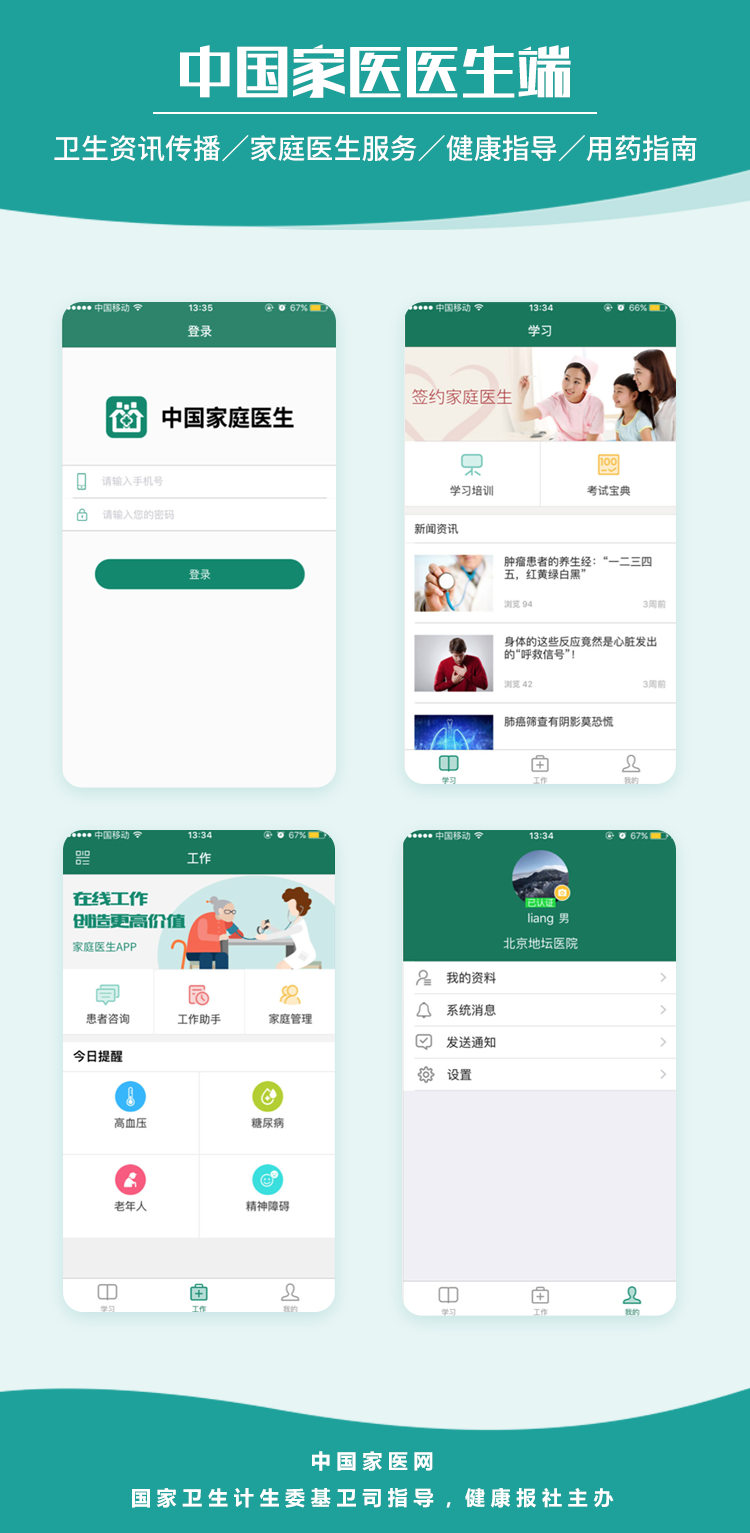 中国家医医生端
卫生资讯传播／家庭医生服务／健康指导／用药指南
中国移动 13:35 67%
登录
中国家庭医生
请输入手机号
请输入您的密码
登录
中国移动 13:34 66%
学习
签约家庭医生
100
学习培训 考试宝典
新闻资讯
肿瘤患者的养生经：“一二三四
五，红黄绿白黑”
浏览 94 3周前
身体的这些反应竟然是心脏发出
的“呼救信号”！
浏览 42 3周前
肺癌筛查有阴影莫恐慌
学习 工作 我的
中国移动 13:34 67%
工作
在线工作
创造更高价值
家庭医生APP
患者咨询 工作助手 家庭管理
今日提醒
高血压 糖尿病
老年人 精神障碍
学习 工作 我的
中国移动 13:34 67%
已认证
liang 男
北京地坛医院
我的资料
系统消息
发送通知
设置
学习 工作 我的
中国家医网
国家卫生计生委基卫司指导，健康报社主办